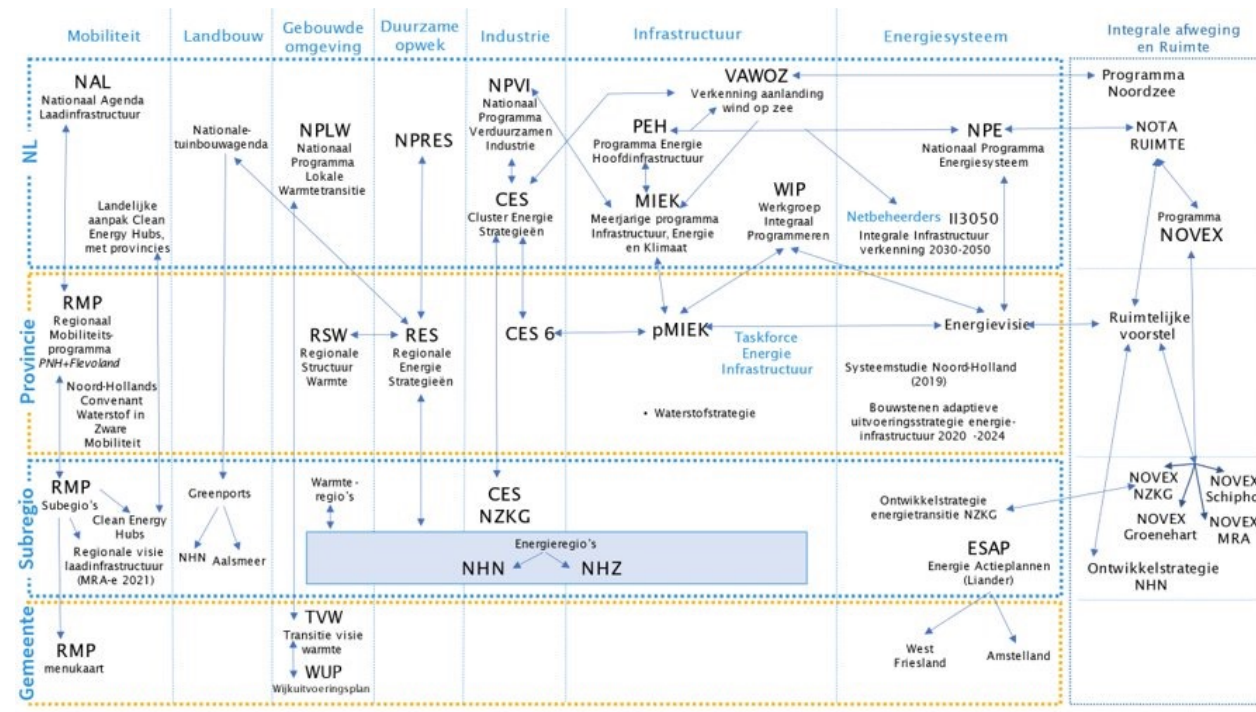 Mobiliteit
Landbouw
Gebouwde
omgeving
Duurzame
opwek
Industrie
Infrastructuur
Energiesysteem
Integrale afweging
en Ruimte
NL
NAL
Nationaal Agenda
Laadinfrastructuur
Landelijke
aanpak Clean
Energy Hubs,
met provincies
Nationale-
tuinbouwagenda
NPLW
Nationaal
Programma
Lokale
Warmtetransitie
NPRES
NPVI
Nationaal
Programma
Verduurzamen
Industrie
CES
Cluster Energie
Strategieën
VAWOZ
Verkenning aanlanding
wind op zee
PEH
Programma Energie
Hoofdinfrastructuur
MIEK
Meerjarige programma
Infrastructuur, Energie
en Klimaat
WIP
Werkgroep
Integraal
Programmeren
NPE
Nationaal Programma
Energiesysteem
Netbeheerders II3050
Integrale Infrastructuur
verkenning 2030-2050
Programma
Noordzee
NOTA
RUIMTE
Programma
NOVEX
Provincie
RMP
Regionaal
Mobiliteits-
programma
PNH+Flevoland
Noord-Hollands
Convenant
Waterstof in
Zware
Mobiliteit
RSW
Regionale
Structuur
Warmte
RES
Regionale
Energie
Strategieën
CES 6
pMIEK
Taskforce
Energie
Infrastructuur
• Waterstofstrategie
Energievisie
Systeemstudie Noord-Holland
(2019)
Bouwstenen adaptieve
uitvoeringsstrategie energie-
infrastructuur 2020 -2024
Ruimtelijke
voorstel
Subregio
RMP
Subegio's
Clean Energy
Hubs
Regionale visie
laadinfrastructuur
(MRA-e 2021)
Greenports
NHN
Aalsmeer
Warmte-
regio's
CES
NZKG
Energieregio's
NHN
NHZ
Ontwikkelstrategie
energietransitie NZKG
ESAP
Energie Actieplannen
(Liander)
NOVEX
NZKG
NOVEX
Schipho
NOVEX
Groenehart
NOVEX
MRA
Ontwikkelstrategie
NHN
Gemeente
RMP
menukaart
TVW
Transitie visie
warmte
WUP
Wijkuitvoeringsplan
West
Friesland
Amstelland